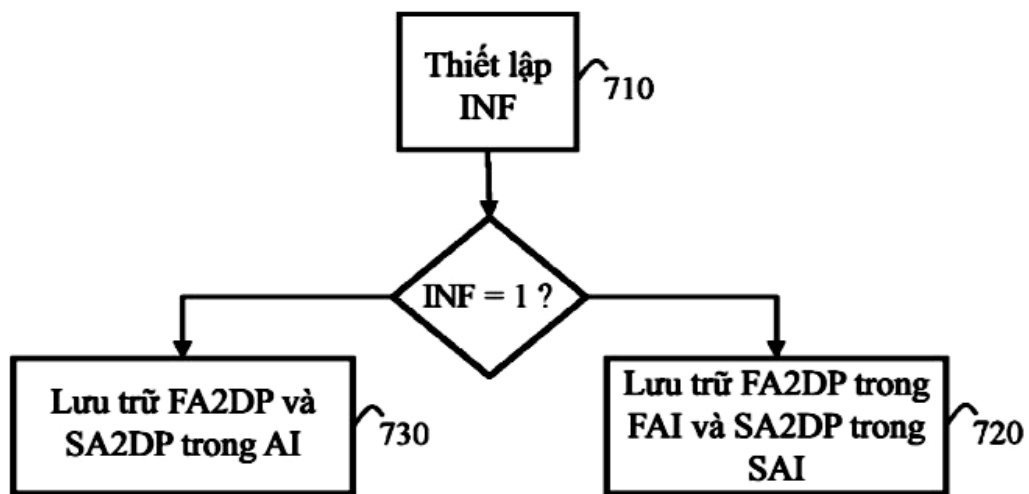 Thiết lập
INF
710
INF = 1 ?
Lưu trữ FA2DP và
SA2DP trong AI
730
Lưu trữ FA2DP trong
FAI và SA2DP trong
SAI
720